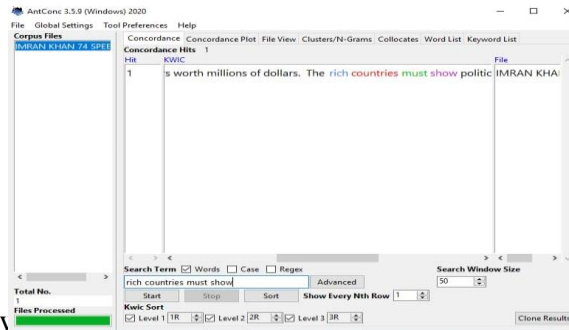 AntConc 3.5.9 (Windows) 2020
File Global Settings Tool Preferences Help
Corpus Files
IMRAN KHAN 74 SPEE
Concordance Concordance Plot File View Clusters/N-Grams Collocates Word List Keyword List
Concordance Hits 1
Hit KWIC File
1 's worth millions of dollars. The rich countries must show politic IMRAN KHA
Search Term Words Case Regex Search Window Size
rich countries must show Advanced 50
Start Stop Sort Show Every Nth Row 1
Kwic Sort
Level 1 1R Level 2 2R Level 3 3R Clone Results
Total No.
1
Files Processed